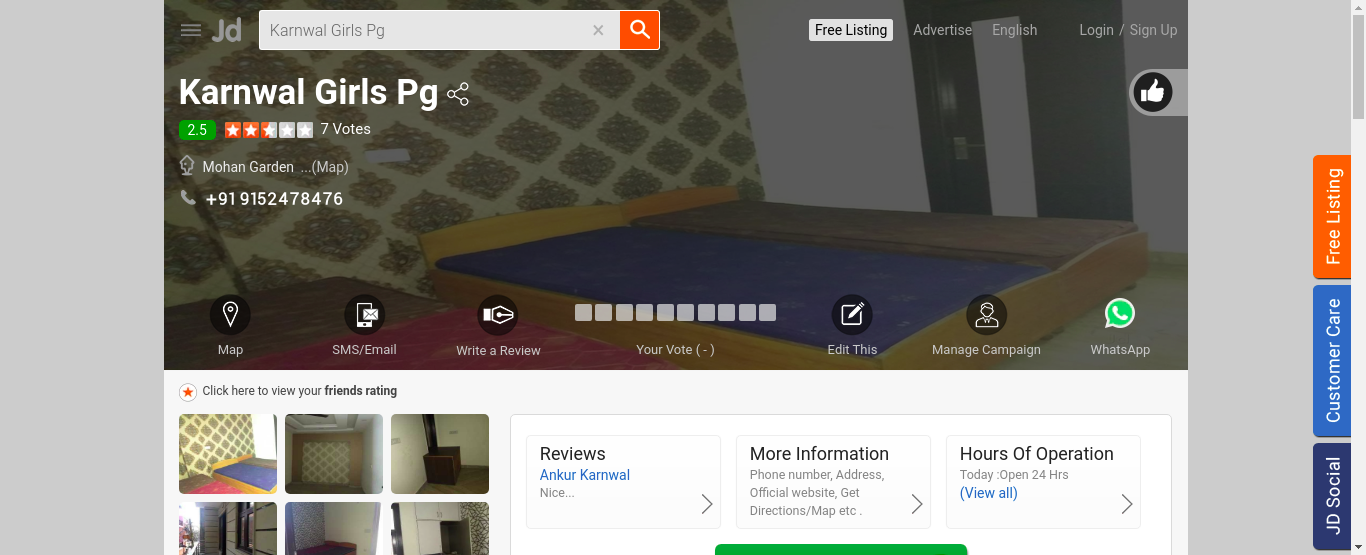 Jd
Karnwal Girls Pg
×
Free Listing
Advertise
English
Login / Sign Up
Karnwal Girls Pg
2.5
7 Votes
Mohan Garden ...(Map)
+91 9152478476
Map
SMS/Email
Write a Review
Your Vote ( - )
Edit This
Manage Campaign
WhatsApp
Click here to view your friends rating
Reviews
Ankur Karnwal
Nice...
More Information
Phone number, Address,
Official website, Get
Directions/Map etc .
Hours Of Operation
Today :Open 24 Hrs
(View all)
Free Listing
Customer Care
JD Social